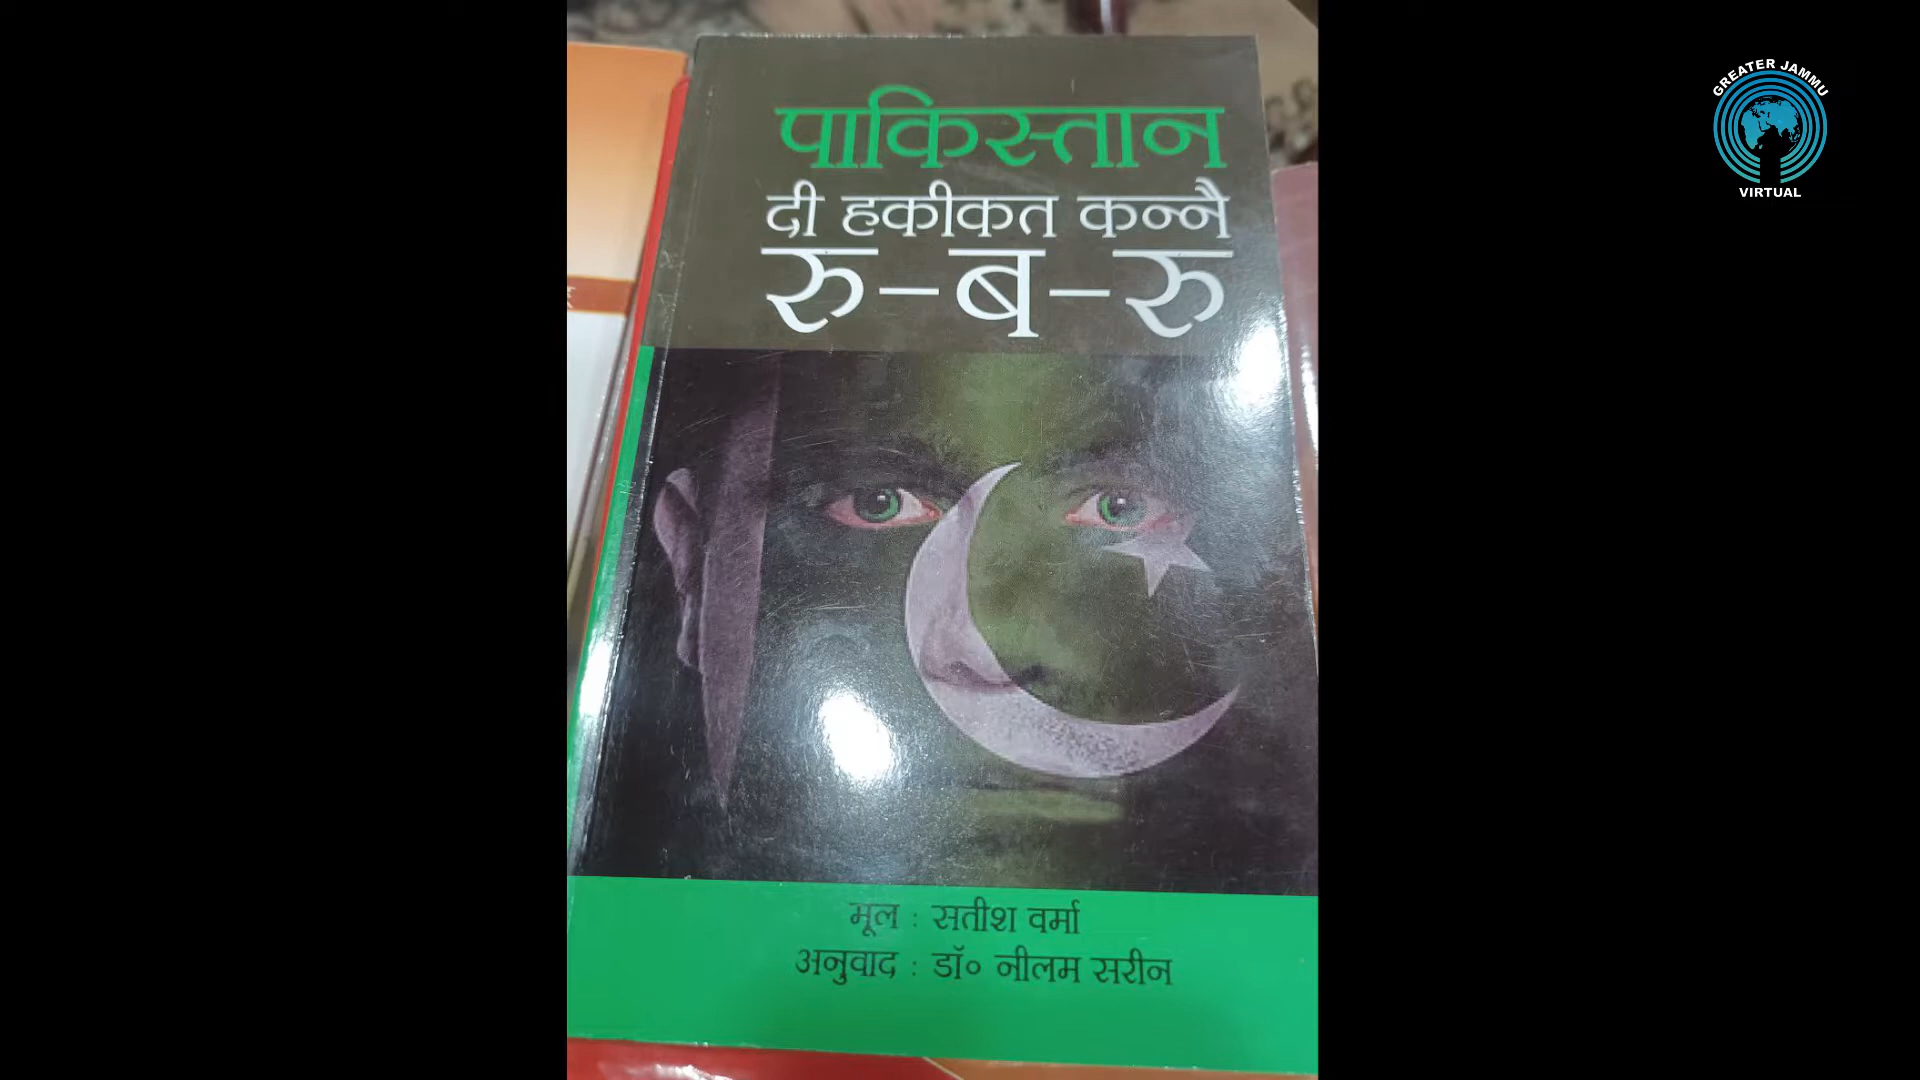 पाकिस्तान
दी हकीकत कन्नै
रु-ब-रु
मूल : सतीश वर्मा
अनुवाद : डॉ० नीलम सरीन
GREATER JAMMU
VIRTUAL